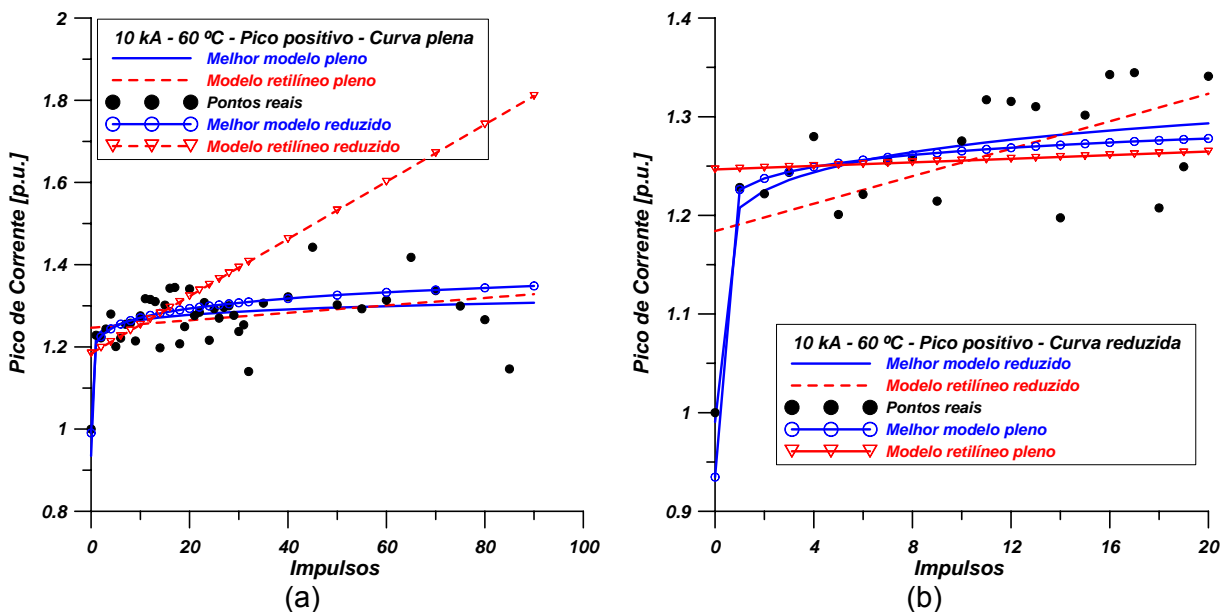 10 kA - 60 ºC - Pico positivo - Curva plena
Melhor modelo pleno
Modelo retilíneo pleno
Pontos reais
Melhor modelo reduzido
Modelo retilíneo reduzido
Pico de Corrente [p.u.]
2
1.8
1.6
1.4
1.2
1
0.8
0
20
40
60
80
100
Impulsos
(a)
10 kA - 60 ºC - Pico positivo - Curva reduzida
Melhor modelo reduzido
Modelo retilíneo reduzido
Pontos reais
Melhor modelo pleno
Modelo retilíneo pleno
Pico de Corrente [p.u.]
1.4
1.3
1.2
1
0.9
0
4
8
12
16
20
Impulsos
(b)